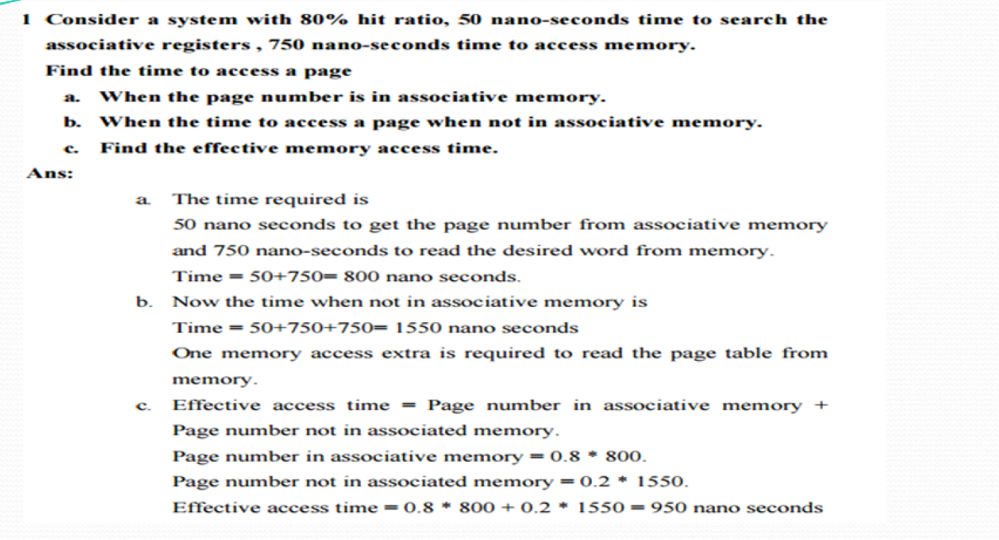 1 Consider a system with 80% hit ratio, 50 nano-seconds time to search the
associative registers , 750 nano-seconds time to access memory.
Find the time to access a page
a. When the page number is in associative memory.
b. When the time to access a page when not in associative memory.
c. Find the effective memory access time.
Ans:
a. The time required is
50 nano seconds to get the page number from associative memory
and 750 nano-seconds to read the desired word from memory.
Time = 50+750= 800 nano seconds.
b. Now the time when not in associative memory is
Time = 50+750+750= 1550 nano seconds
One memory access extra is required to read the page table from
memory.
c. Effective access time = Page number in associative memory +
Page number not in associated memory.
Page number in associative memory = 0.8 * 800.
Page number not in associated memory = 0.2 * 1550.
Effective access time = 0.8 * 800 + 0.2 * 1550 = 950 nano seconds